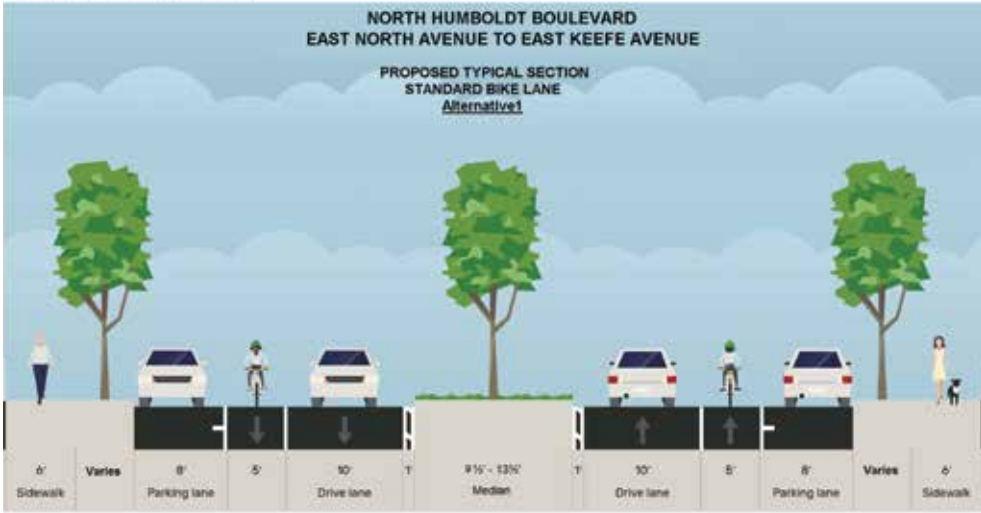 NORTH HUMBOLDT BOULEVARD
EAST NORTH AVENUE TO EAST KEEFE AVENUE
PROPOSED TYPICAL SECTION
STANDARD BIKE LANE
Alternative1
6' Varies 8' 5' 10' 1' 9½' - 13½' 1' 10' 5' 8' Varies 6'
Sidewalk Parking lane Drive lane Median Drive lane Parking lane Sidewalk